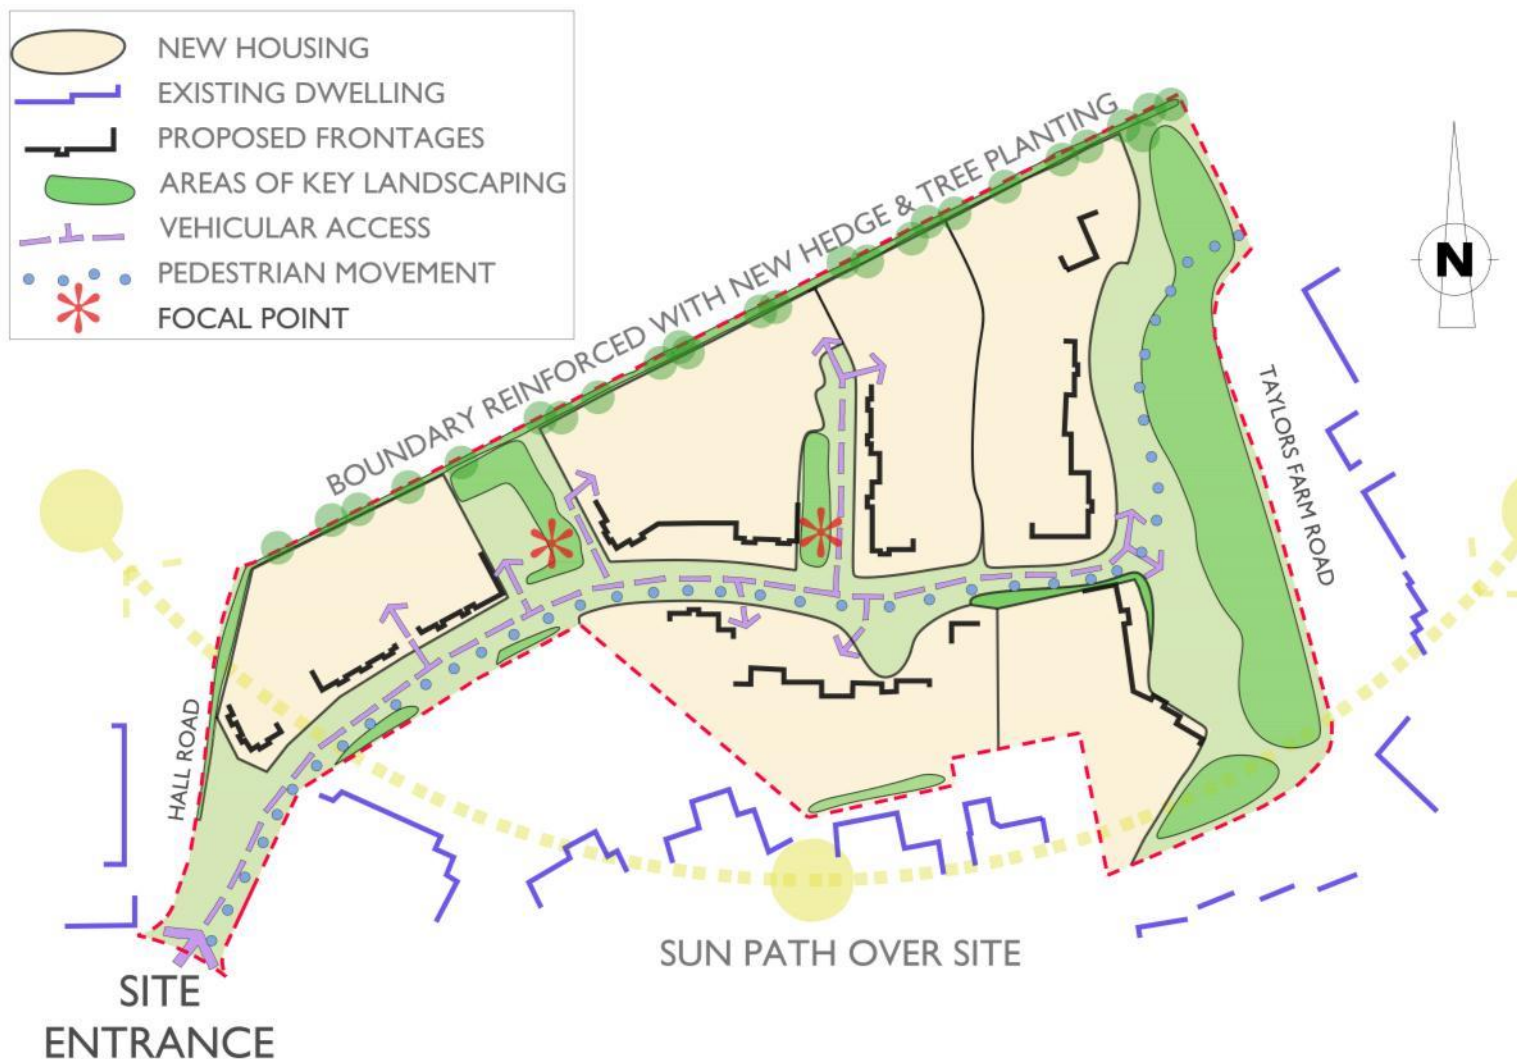 NEW HOUSING
EXISTING DWELLING
PROPOSED FRONTAGES
AREAS OF KEY LANDSCAPING
VEHICULAR ACCESS
PEDESTRIAN MOVEMENT
FOCAL POINT
BOUNDARY REINFORCED WITH NEW HEDGE & TREE PLANTING
N
TAYLORS FARM ROAD
HALL ROAD
SUN PATH OVER SITE
SITE
ENTRANCE